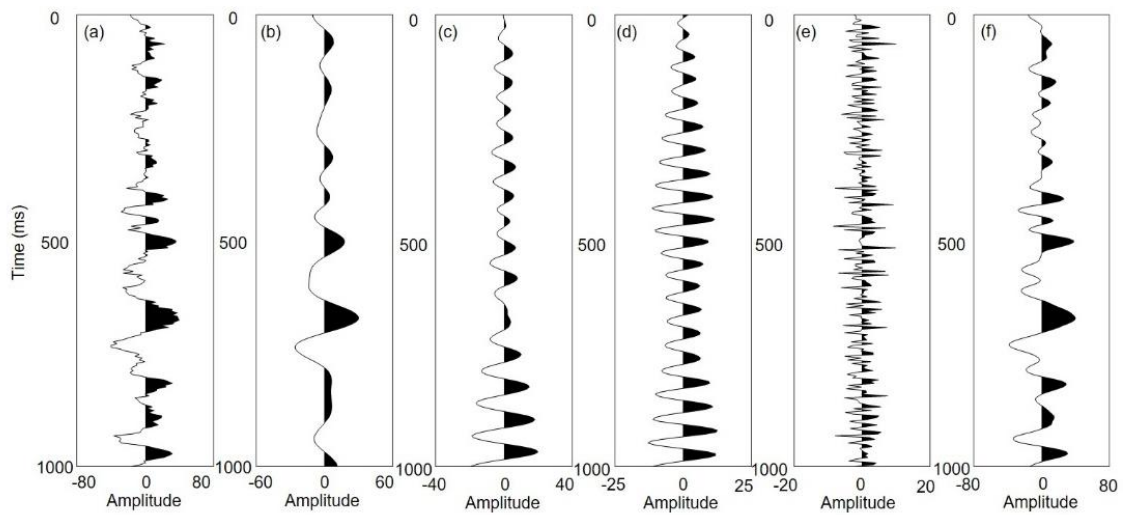 0 0 0 0 0 0
(a) (b) (c) (d) (e) (f)
Time (ms)
500 500 500 500 500 500
1000 1000 1000 1000 1000 1000
-80 0 80 -60 0 60 -40 0 40 -25 0 25 -20 0 20 -80 0 80
Amplitude Amplitude Amplitude Amplitude Amplitude Amplitude